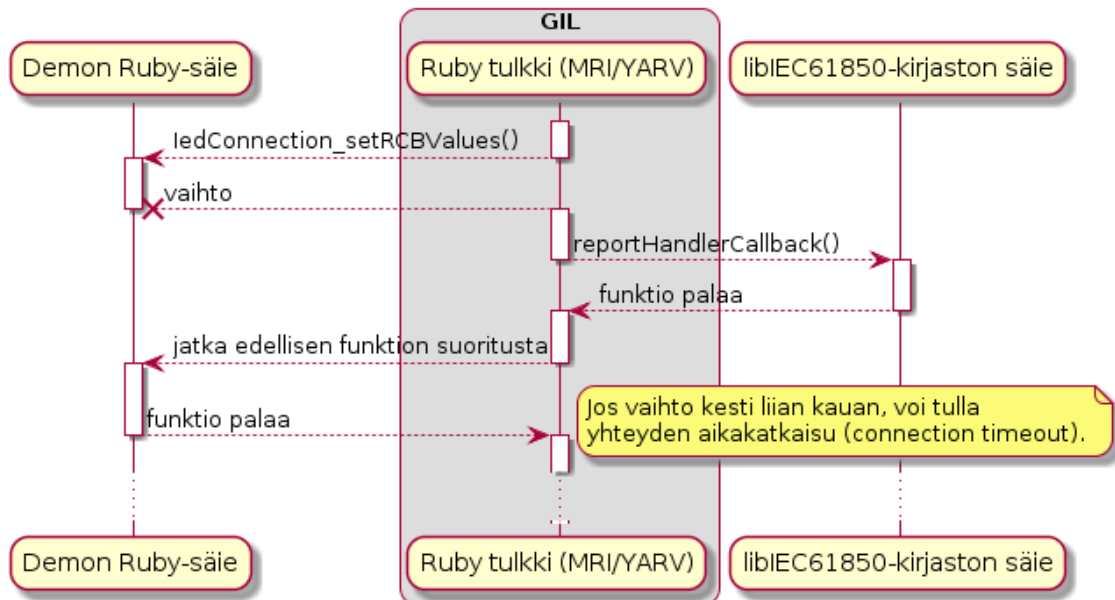 GIL
Demon Ruby-säie
Ruby tulkki (MRI/YARV)
libIEC61850-kirjaston säie
IedConnection_setRCBValues()
vaihto
reportHandlerCallback()
funktio palaa
jatka edellisen funktion suoritusta
Jos vaihto kesti liian kauan, voi tulla
yhteyden aikakatkaisu (connection timeout).
funktio palaa
Demon Ruby-säie
Ruby tulkki (MRI/YARV)
libIEC61850-kirjaston säie